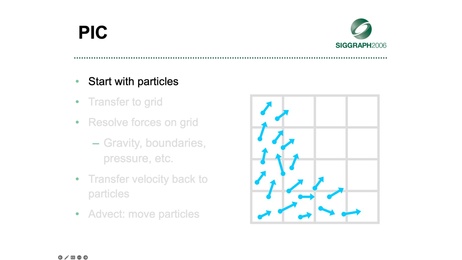 PIC
SIGGRAPH2006
• Start with particles
• Transfer to grid
• Resolve forces on grid
– Gravity, boundaries,
pressure, etc.
• Transfer velocity back to
particles
• Advect: move particles